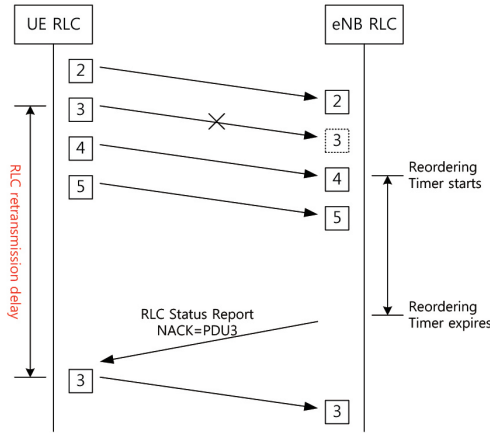 UE RLC
eNB RLC
2
2
3
3
4
4
Reordering
Timer starts
5
5
RLC retransmission delay
RLC Status Report
NACK=PDU3
Reordering
Timer expires
3
3